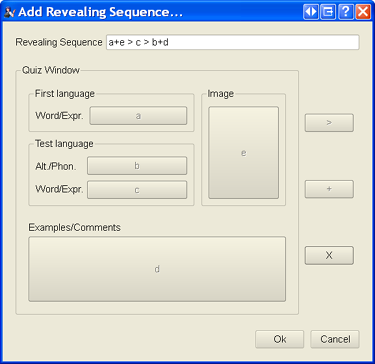 Add Revealing Sequence...
Revealing Sequence a+e > c > b+d
Quiz Window
First language
Word/Expr. a
Image
e
Test language
Alt./Phon. b
Word/Expr. c
Examples/Comments
d
>
+
X
Ok Cancel